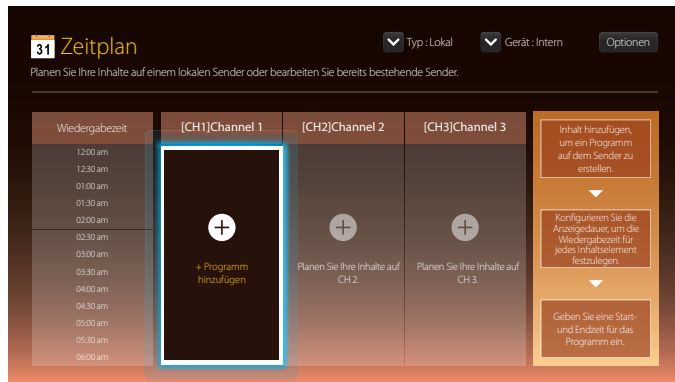 31 Zeitplan
Typ : Lokal
Gerät : Intern
Optionen
Planen Sie Ihre Inhalte auf einem lokalen Sender oder bearbeiten Sie bereits bestehende Sender.
Wiedergabezeit
[CH1]Channel 1
[CH2]Channel 2
[CH3]Channel 3
12:00 am
12:30 am
01:00 am
01:30 am
02:00 am
02:30 am
03:00 am
03:30 am
04:00 am
04:30 am
05:00 am
05:30 am
06:00 am
+ Programm
hinzufügen
Planen Sie Ihre Inhalte auf
CH 2.
Planen Sie Ihre Inhalte auf
CH 3.
Inhalt hinzufügen,
um ein Programm
auf dem Sender zu
erstellen.
Konfigurieren Sie die
Anzeigedauer, um die
Wiedergabezeit für
jedes Inhaltselement
festzulegen.
Geben Sie eine Start-
und Endzeit für das
Programm ein.